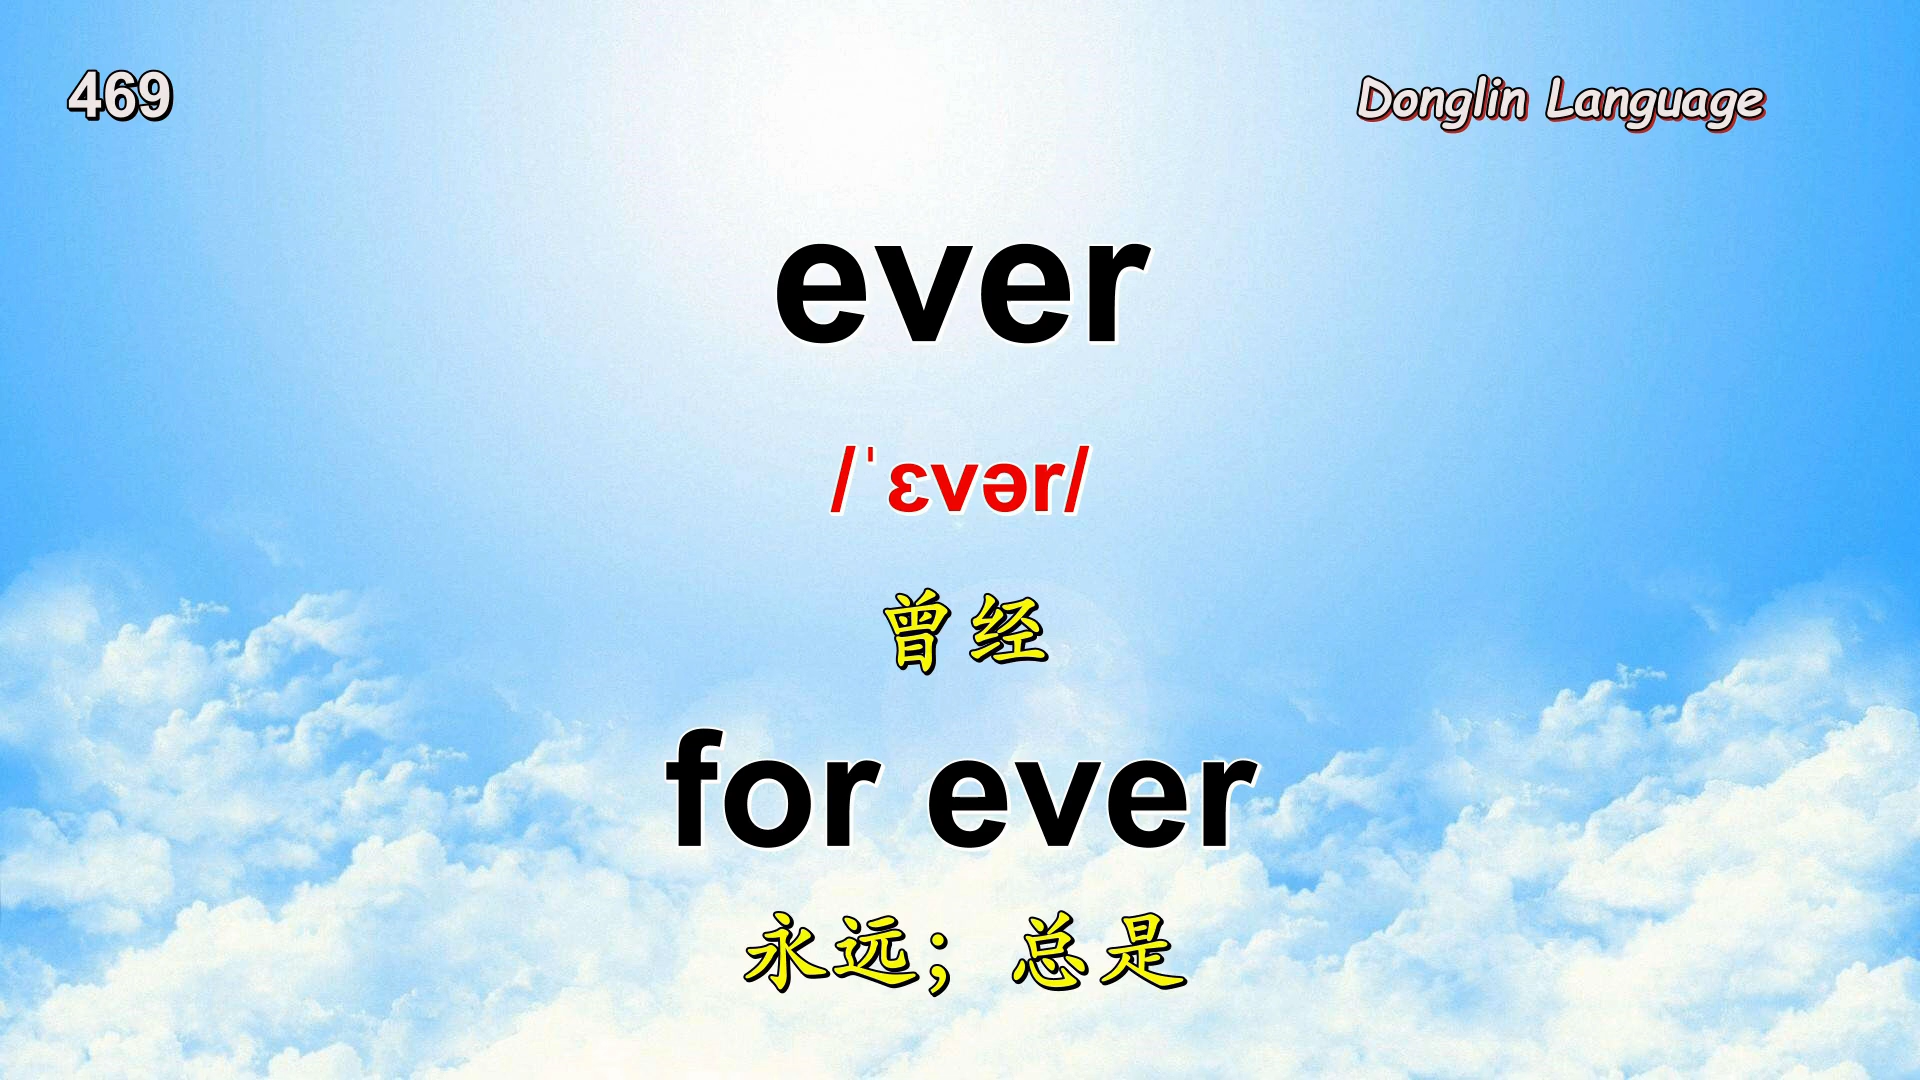 469
Donglin Language
ever
/ˈɛvər/
曾经
for ever
永远；总是